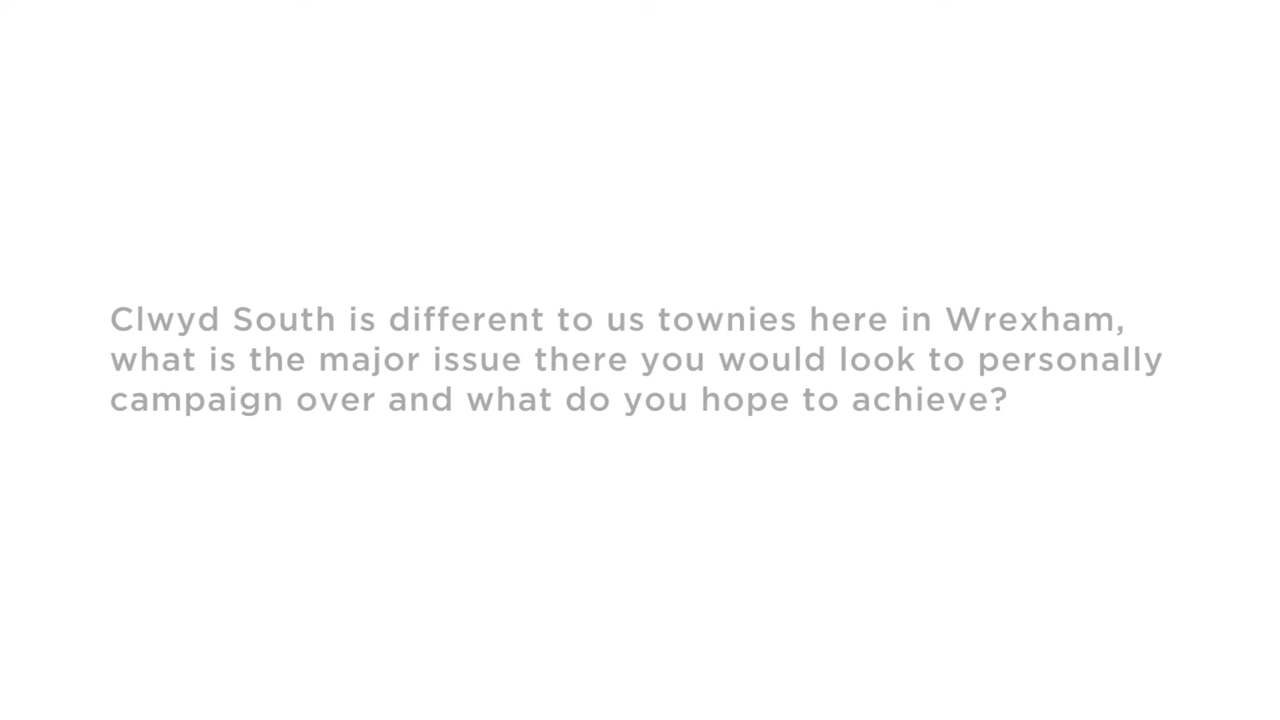 Clwyd South is different to us townies here in Wrexham,
what is the major issue there you would look to personally
campaign over and what do you hope to achieve?